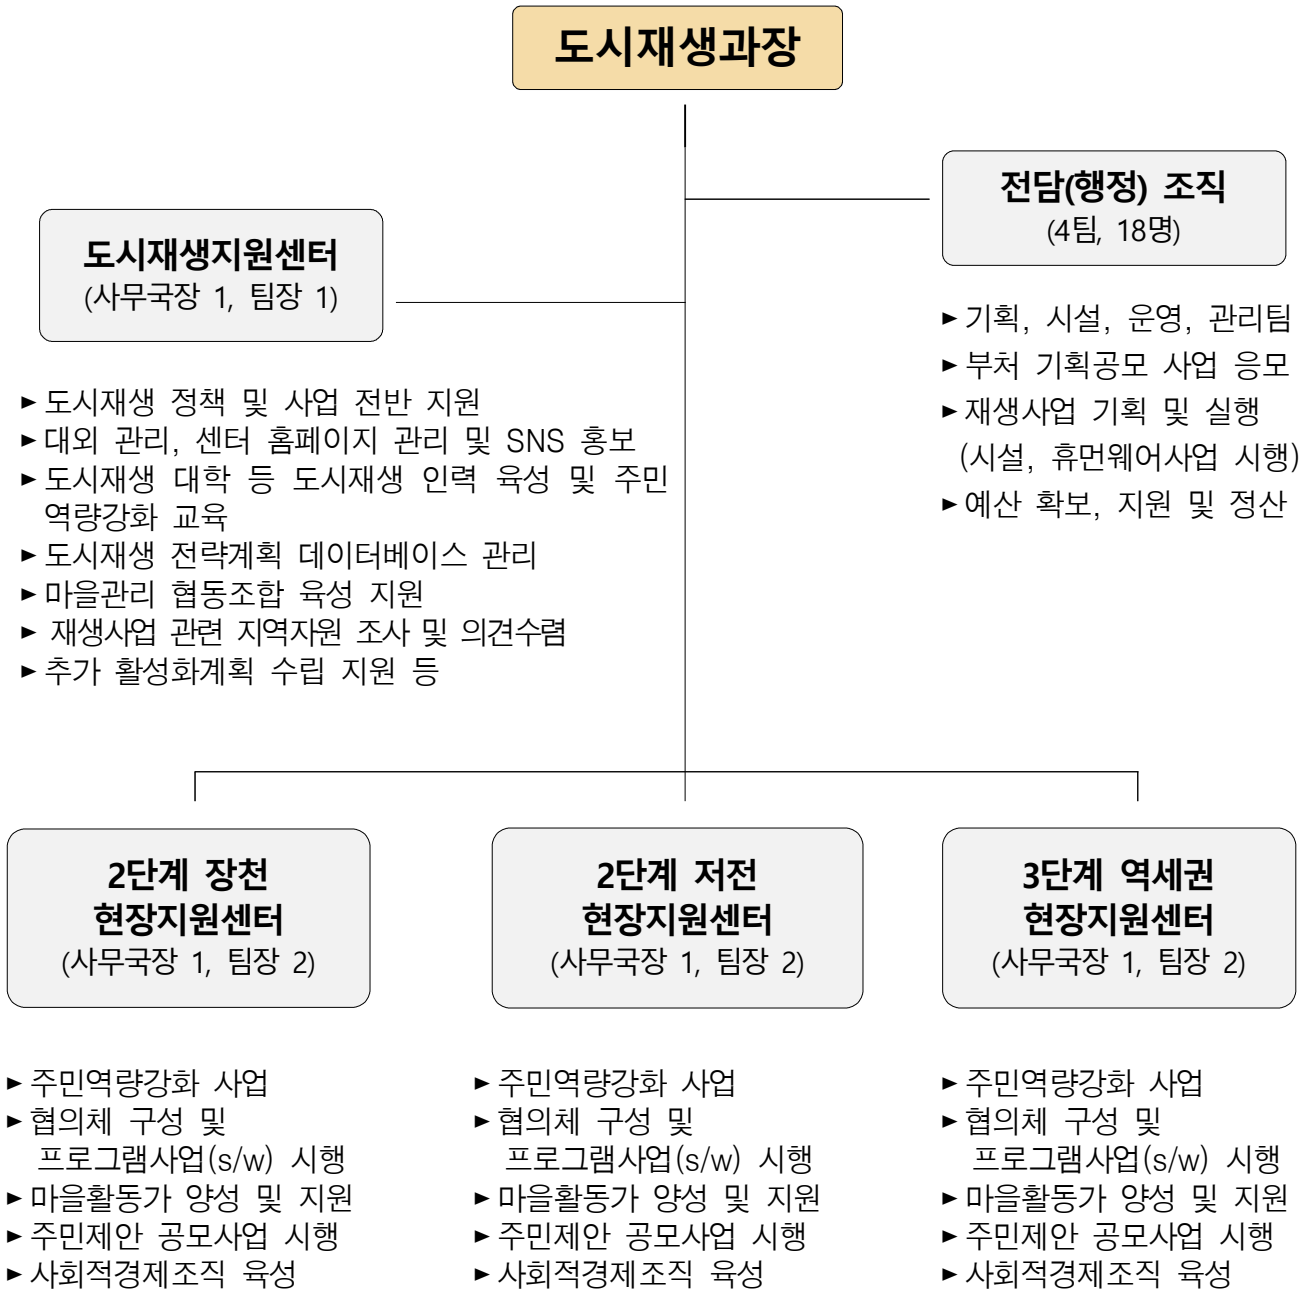 도시재생과장
전담(행정) 조직
(4팀, 18명)
► 기획, 시설, 운영, 관리팀
► 부처 기획공모 사업 응모
► 재생사업 기획 및 실행
(시설, 휴먼웨어사업 시행)
► 예산 확보, 지원 및 정산
도시재생지원센터
(사무국장 1, 팀장 1)
► 도시재생 정책 및 사업 전반 지원
► 대외 관리, 센터 홈페이지 관리 및 SNS 홍보
► 도시재생 대학 등 도시재생 인력 육성 및 주민
역량강화 교육
► 도시재생 전략계획 데이터베이스 관리
► 마을관리 협동조합 육성 지원
► 재생사업 관련 지역자원 조사 및 의견수렴
► 추가 활성화계획 수립 지원 등
2단계 장천
현장지원센터
(사무국장 1, 팀장 2)
► 주민역량강화 사업
► 협의체 구성 및
프로그램사업(s/w) 시행
► 마을활동가 양성 및 지원
► 주민제안 공모사업 시행
► 사회적경제조직 육성
2단계 저전
현장지원센터
(사무국장 1, 팀장 2)
► 주민역량강화 사업
► 협의체 구성 및
프로그램사업(s/w) 시행
► 마을활동가 양성 및 지원
► 주민제안 공모사업 시행
► 사회적경제조직 육성
3단계 역세권
현장지원센터
(사무국장 1, 팀장 2)
► 주민역량강화 사업
► 협의체 구성 및
프로그램사업(s/w) 시행
► 마을활동가 양성 및 지원
► 주민제안 공모사업 시행
► 사회적경제조직 육성